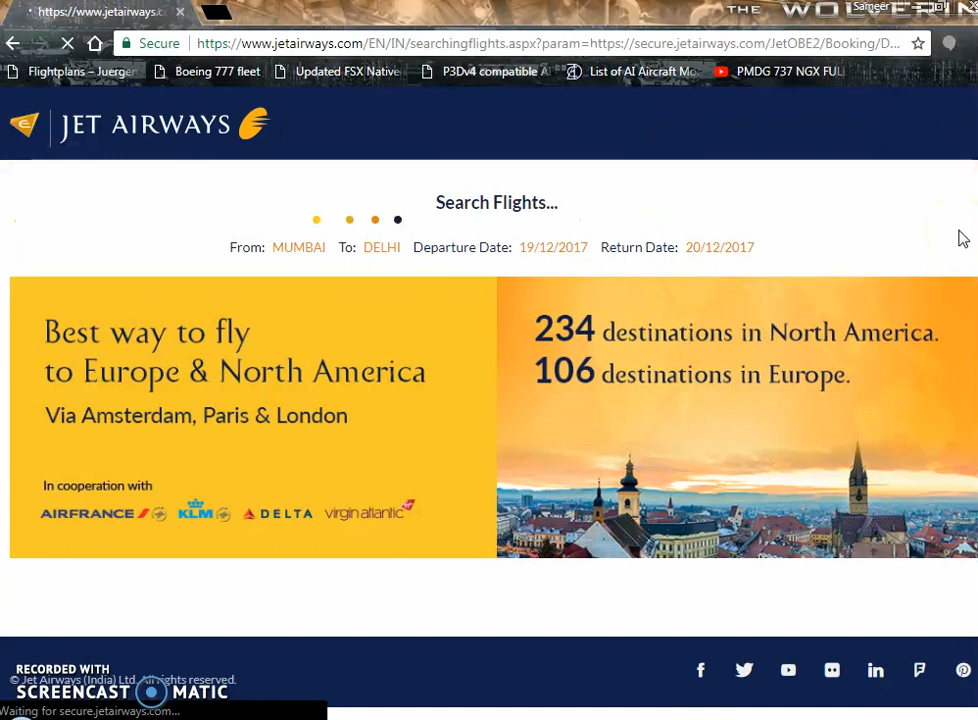 https://www.jetairways.c
Sameer
THE WOLVERIN
Secure https://www.jetairways.com/EN/IN/searchingflights.aspx?param=https://secure.jetairways.com/JetOBE2/Booking/D...
Flightplans – Juergen
Boeing 777 fleet
Updated FSX Native
P3Dv4 compatible A
List of AI Aircraft Mo
PMDG 737 NGX FUL
JET AIRWAYS
Search Flights...
From: MUMBAI To: DELHI Departure Date: 19/12/2017 Return Date: 20/12/2017
Best way to fly
to Europe & North America
Via Amsterdam, Paris & London
In cooperation with
AIRFRANCE KLM DELTA virgin atlantic
234 destinations in North America.
106 destinations in Europe.
RECORDED WITH
© Jet Airways (India) Ltd. All rights reserved.
SCREENCAST MATIC
Waiting for secure.jetairways.com...